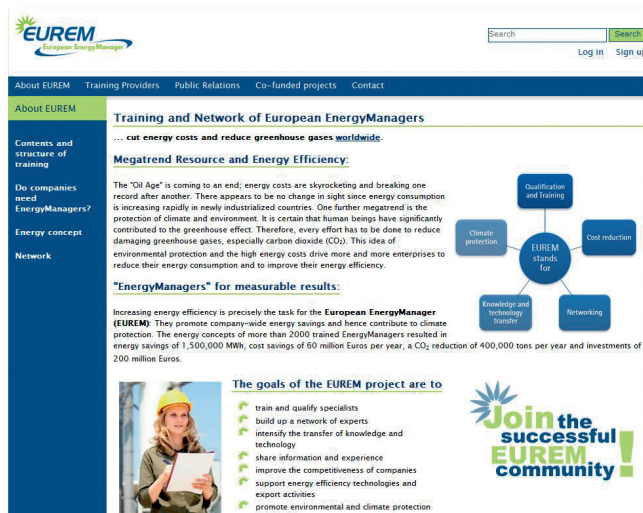 EUREM
European EnergyManager
Search
Search
Log in Sign up
About EUREM Training Providers Public Relations Co-funded projects Contact
About EUREM
Contents and
structure of
training
Do companies
need
EnergyManagers?
Energy concept
Network
Training and Network of European EnergyManagers
... cut energy costs and reduce greenhouse gases worldwide.
Megatrend Resource and Energy Efficiency:
The "Oil Age" is coming to an end; energy costs are skyrocketing and breaking one
record after another. There appears to be no change in sight since energy consumption
is increasing rapidly in newly industrialized countries. One further megatrend is the
protection of climate and environment. It is certain that human beings have significantly
contributed to the greenhouse effect. Therefore, every effort has to be done to reduce
damaging greenhouse gases, especially carbon dioxide (CO₂). This idea of
environmental protection and the high energy costs drive more and more enterprises to
reduce their energy consumption and to improve their energy efficiency.
Qualification
and Training
Climate
protection
Cost reduction
EUREM
stands
for
Knowledge and
technology
transfer
Networking
"EnergyManagers" for measurable results:
Increasing energy efficiency is precisely the task for the European EnergyManager
(EUREM): They promote company-wide energy savings and hence contribute to climate
protection. The energy concepts of more than 2000 trained EnergyManagers resulted in
energy savings of 1,500,000 MWh, cost savings of 60 million Euros per year, a CO₂ reduction of 400,000 tons per year and investments of
200 million Euros.
The goals of the EUREM project are to
train and qualify specialists
build up a network of experts
intensify the transfer of knowledge and
technology
share information and experience
improve the competitiveness of companies
support energy efficiency technologies and
export activities
promote environmental and climate protection
Join the
successful
EUREM
community!